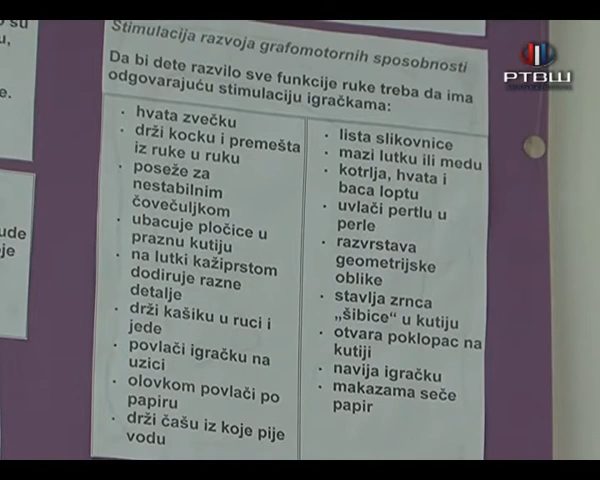 РТВШ
Stimulacija razvoja grafomotornih sposobnosti
Da bi dete razvilo sve funkcije ruke treba da ima
odgovarajuću stimulaciju igračkama:
· hvata zvečku
· drži kocku i premešta
iz ruke u ruku
· poseže za
nestabilnim
čovečuljkom
· ubacuje pločice u
praznu kutiju
· na lutki kažiprstom
dodiruje razne
detalje
· drži kašiku u ruci i
jede
· povlači igračku na
uzici
· olovkom povlači po
papiru
· drži čašu iz koje pije
vodu
· lista slikovnice
· mazi lutku ili medu
· kotrlja, hvata i
baca loptu
· uvlači pertlu u
perle
· razvrstava
geometrijske
oblike
· stavlja zrnca
„šibice“ u kutiju
· otvara poklopac na
kutiji
· navija igračku
· makazama seče
papir